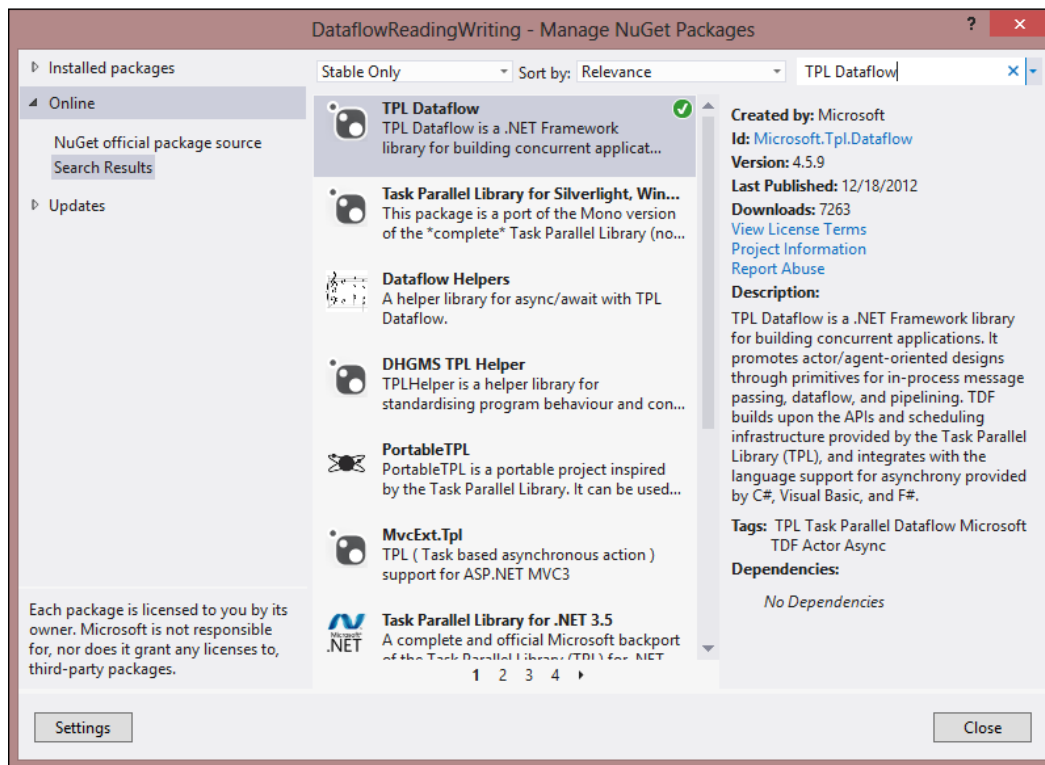 DataflowReadingWriting - Manage NuGet Packages
?
×
Installed packages
Online
NuGet official package source
Search Results
Updates
Each package is licensed to you by its
owner. Microsoft is not responsible
for, nor does it grant any licenses to,
third-party packages.
Settings
Stable Only
Sort by: Relevance
TPL Dataflow
TPL Dataflow
TPL Dataflow is a .NET Framework
library for building concurrent applicat...
Task Parallel Library for Silverlight, Win...
This package is a port of the Mono version
of the *complete* Task Parallel Library (no...
Dataflow Helpers
A helper library for async/await with TPL
Dataflow.
DHGMS TPL Helper
TPLHelper is a helper library for
standardising program behaviour and con...
PortableTPL
PortableTPL is a portable project inspired
by the Task Parallel Library. It can be used...
MvcExt.Tpl
TPL ( Task based asynchronous action )
support for ASP.NET MVC3
Microsoft
.NET
Task Parallel Library for .NET 3.5
A complete and official Microsoft backport
of the Task Parallel Library (TPL) for .NET
1 2 3 4
Created by: Microsoft
Id: Microsoft.Tpl.Dataflow
Version: 4.5.9
Last Published: 12/18/2012
Downloads: 7263
View License Terms
Project Information
Report Abuse
Description:
TPL Dataflow is a .NET Framework library
for building concurrent applications. It
promotes actor/agent-oriented designs
through primitives for in-process message
passing, dataflow, and pipelining. TDF
builds upon the APIs and scheduling
infrastructure provided by the Task Parallel
Library (TPL), and integrates with the
language support for asynchrony provided
by C#, Visual Basic, and F#.
Tags: TPL Task Parallel Dataflow Microsoft
TDF Actor Async
Dependencies:
No Dependencies
Close